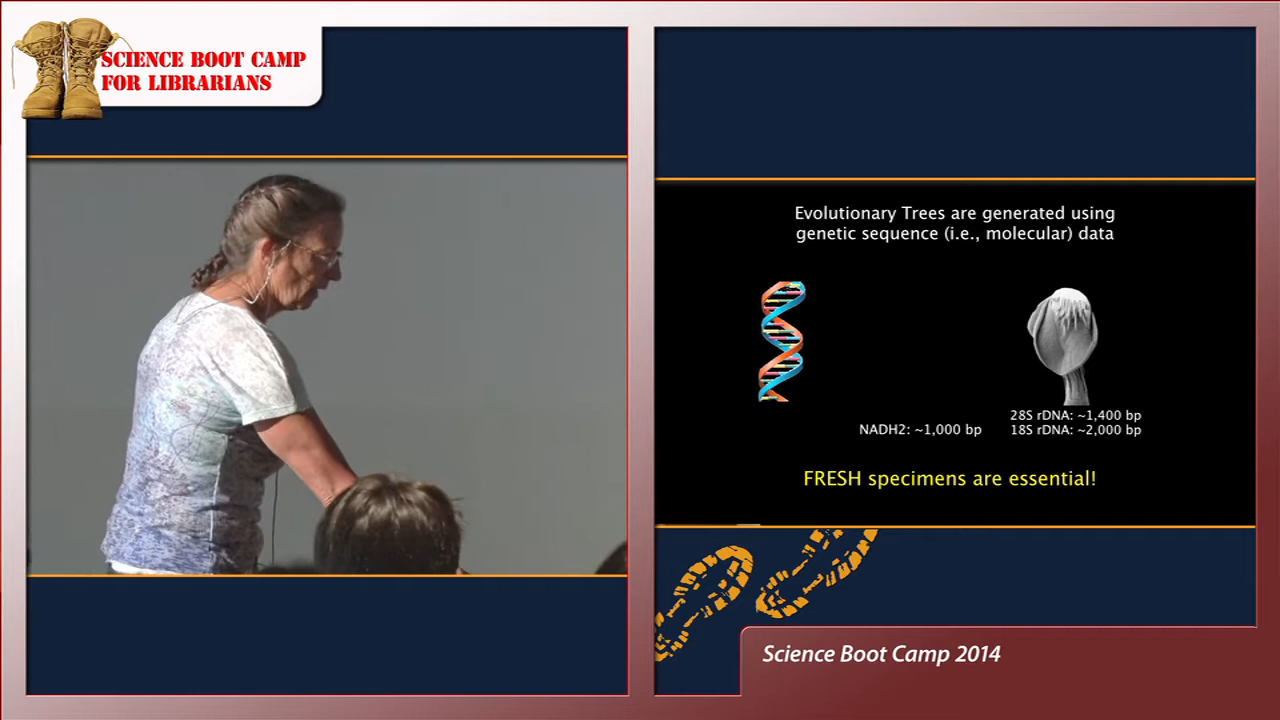 SCIENCE BOOT CAMP
FOR LIBRARIANS
Evolutionary Trees are generated using
genetic sequence (i.e., molecular) data
NADH2: ~1,000 bp
28S rDNA: ~1,400 bp
18S rDNA: ~2,000 bp
FRESH specimens are essential!
Science Boot Camp 2014